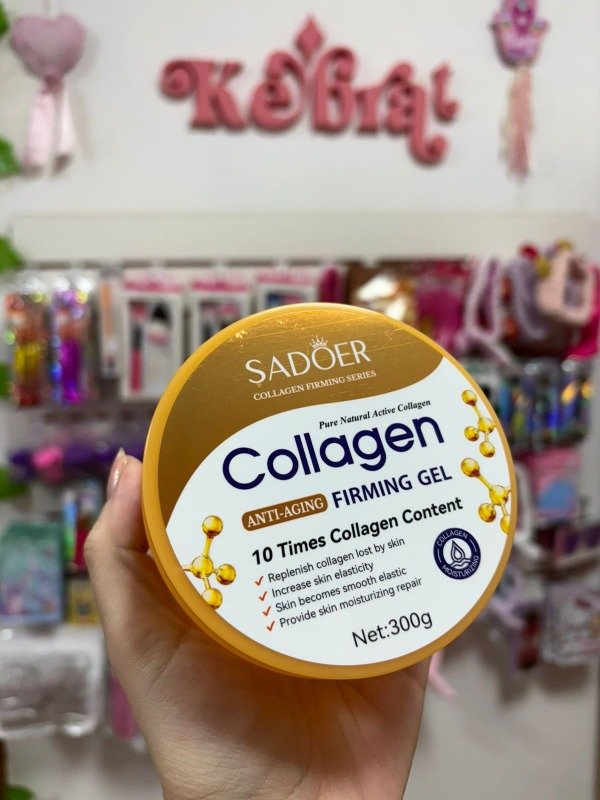 Kebrat
SADOER
COLLAGEN FIRMING SERIES
Pure Natural Active Collagen
Collagen
ANTI-AGING FIRMING GEL
10 Times Collagen Content
Replenish collagen lost by skin
Increase skin elasticity
Skin becomes smooth elastic
Provide skin moisturizing repair
COLLAGEN
MOISTURIZING
Net:300g